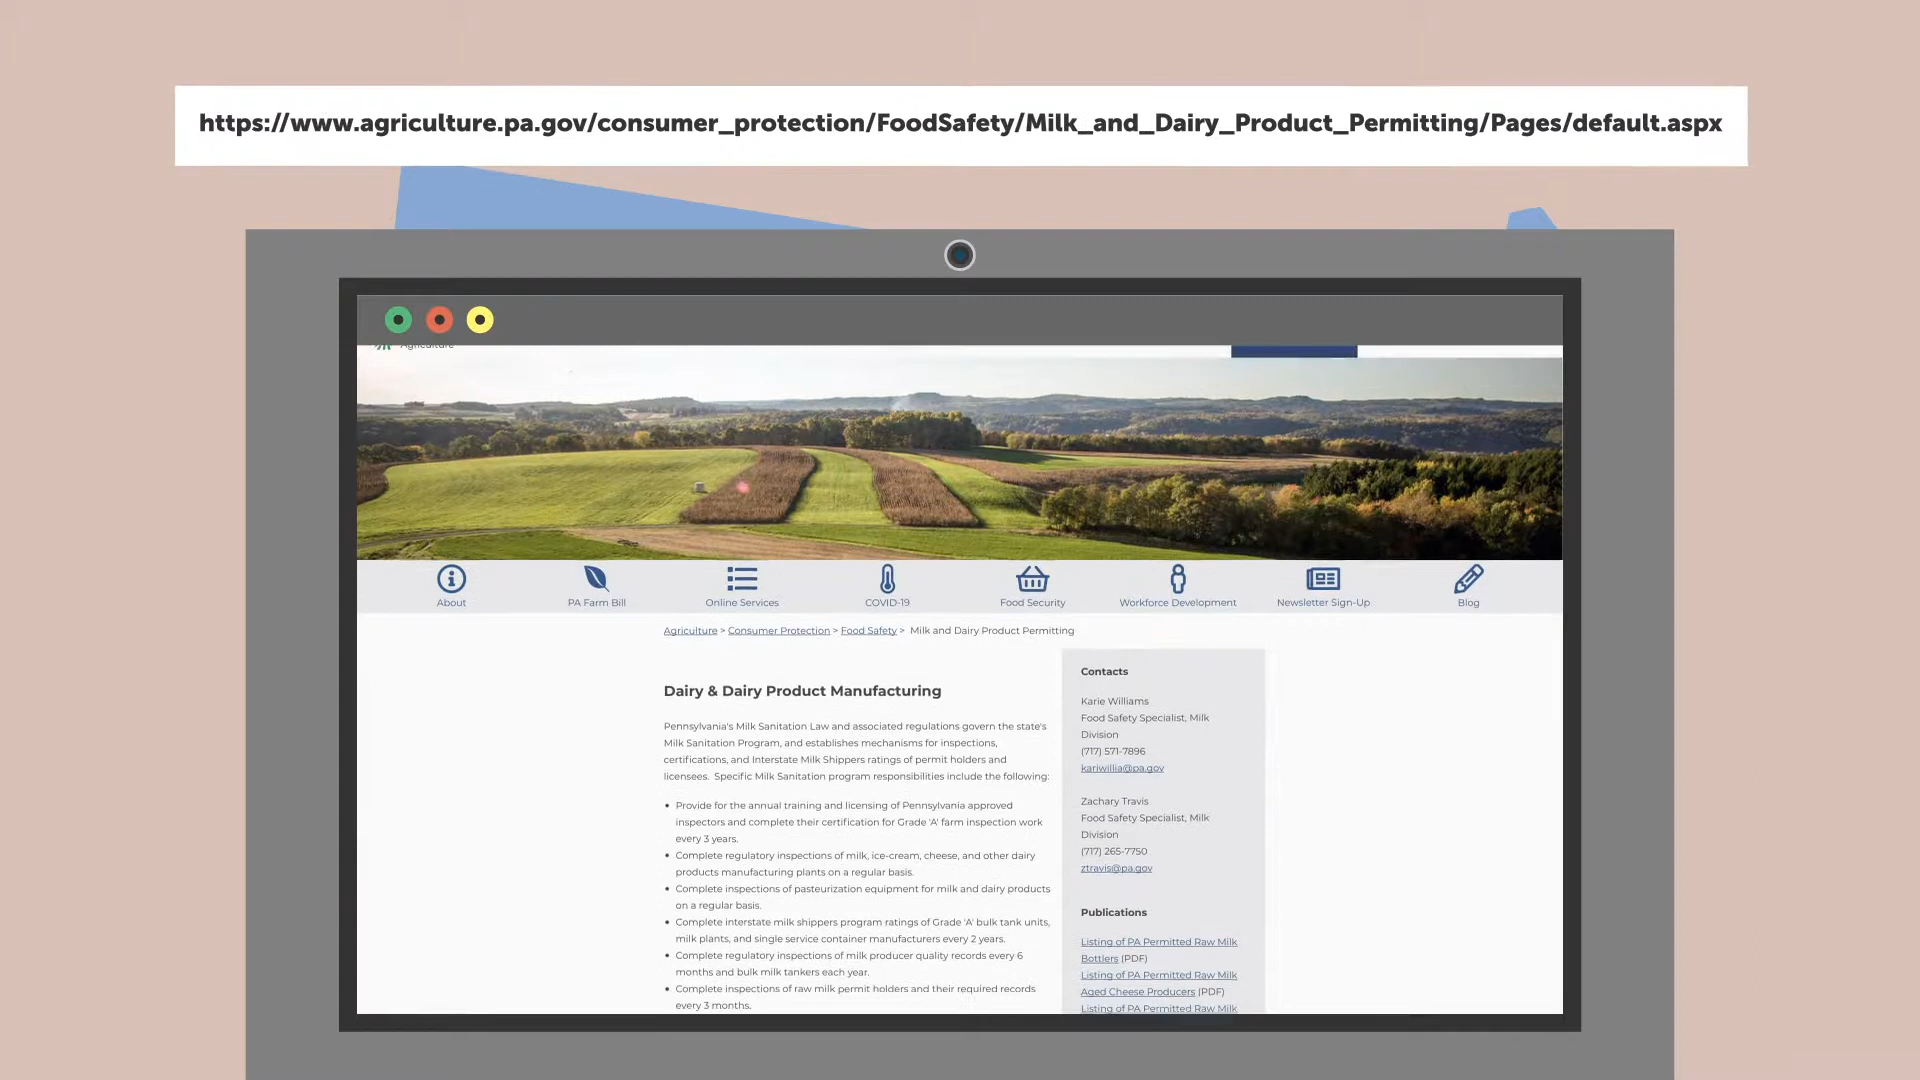 https://www.agriculture.pa.gov/consumer_protection/FoodSafety/Milk_and_Dairy_Product_Permitting/Pages/default.aspx
Agriculture
About
PA Farm Bill
Online Services
COVID-19
Food Security
Workforce Development
Newsletter Sign-Up
Blog
Agriculture > Consumer Protection > Food Safety > Milk and Dairy Product Permitting
Dairy & Dairy Product Manufacturing
Pennsylvania's Milk Sanitation Law and associated regulations govern the state's
Milk Sanitation Program, and establishes mechanisms for inspections,
certifications, and Interstate Milk Shippers ratings of permit holders and
licensees. Specific Milk Sanitation program responsibilities include the following:
• Provide for the annual training and licensing of Pennsylvania approved
inspectors and complete their certification for Grade 'A' farm inspection work
every 3 years.
• Complete regulatory inspections of milk, ice-cream, cheese, and other dairy
products manufacturing plants on a regular basis.
• Complete inspections of pasteurization equipment for milk and dairy products
on a regular basis.
• Complete interstate milk shippers program ratings of Grade 'A' bulk tank units,
milk plants, and single service container manufacturers every 2 years.
• Complete regulatory inspections of milk producer quality records every 6
months and bulk milk tankers each year.
• Complete inspections of raw milk permit holders and their required records
every 3 months.
Contacts
Karie Williams
Food Safety Specialist, Milk
Division
(717) 571-7896
kariwillia@pa.gov
Zachary Travis
Food Safety Specialist, Milk
Division
(717) 265-7750
ztravis@pa.gov
Publications
Listing of PA Permitted Raw Milk
Bottlers (PDF)
Listing of PA Permitted Raw Milk
Aged Cheese Producers (PDF)
Listing of PA Permitted Raw Milk